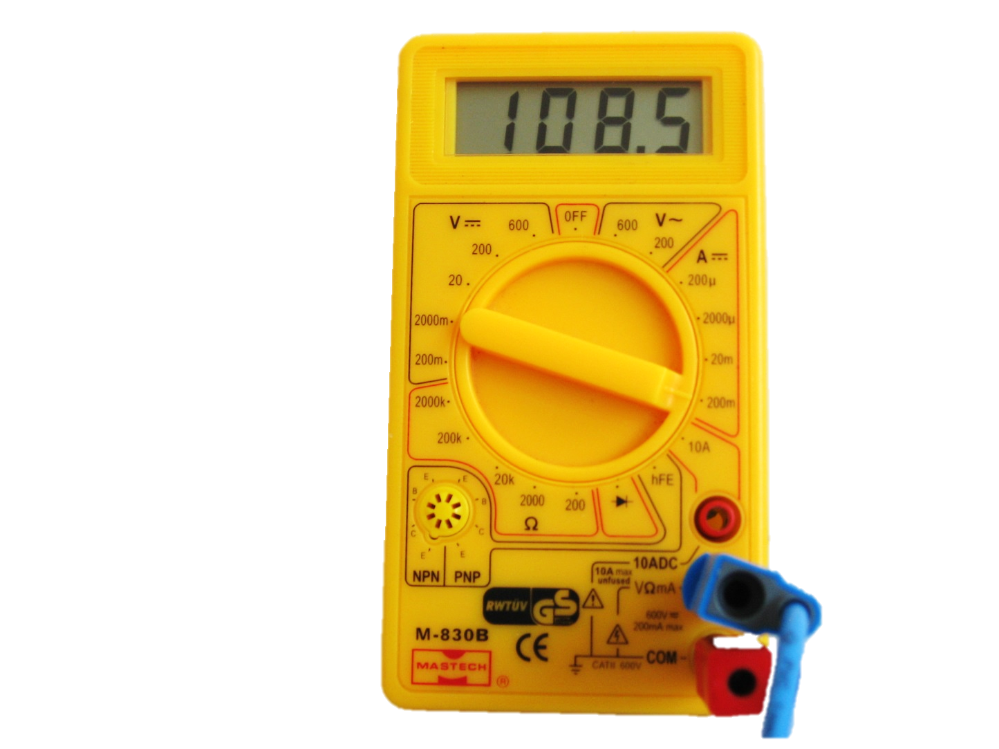 108.5
V⎓ 600 OFF 600 V~
200 200 A⎓
20 200µ
2000m 2000µ
200m 20m
2000k 200m
200k 10A
20k 2000 200 hFE
Ω
E E
B B
C C
E E
NPN PNP
10ADC
10A max
unfused
VΩmA
600V⎓
200mA max
RWTÜV GS
M-830B
CE
COM
CATII 600V
MASTECH ®